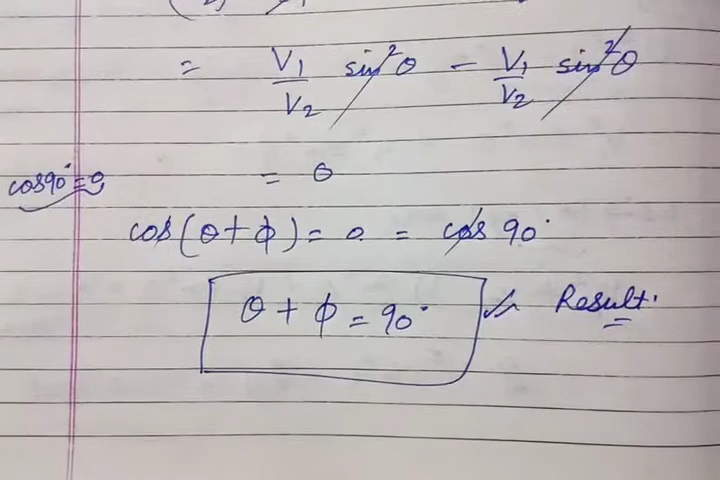 = V₁/V₂ sin²θ − V₁/V₂ sin²θ
cos90° = 0
= 0
cos(θ+ϕ) = 0 = cos 90°
θ + ϕ = 90° Result.